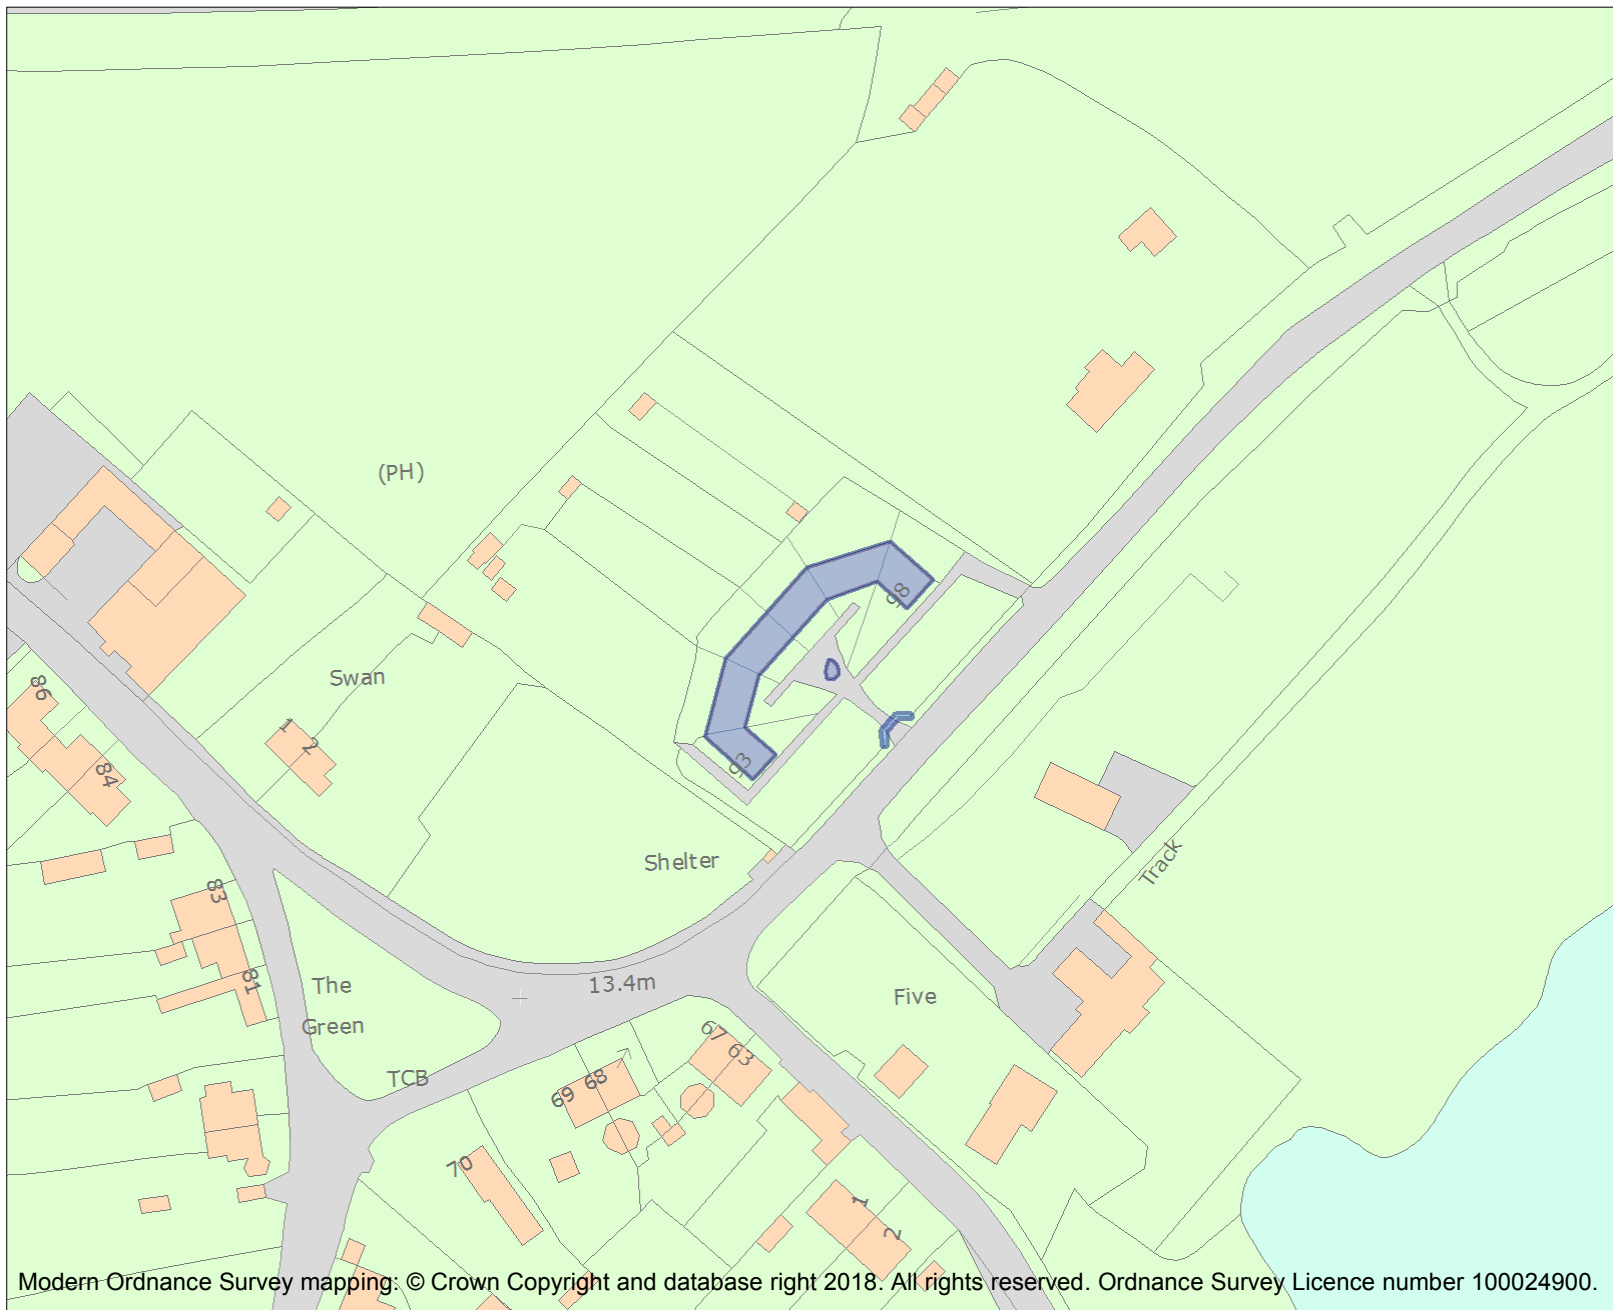 (PH)
98
Swan
86
1
2
84
93
Shelter
Track
83
81
The
Green
13.4m
Five
67
63
TCB
69
68
70
1
2
Modern Ordnance Survey mapping: © Crown Copyright and database right 2018. All rights reserved. Ordnance Survey Licence number 100024900.